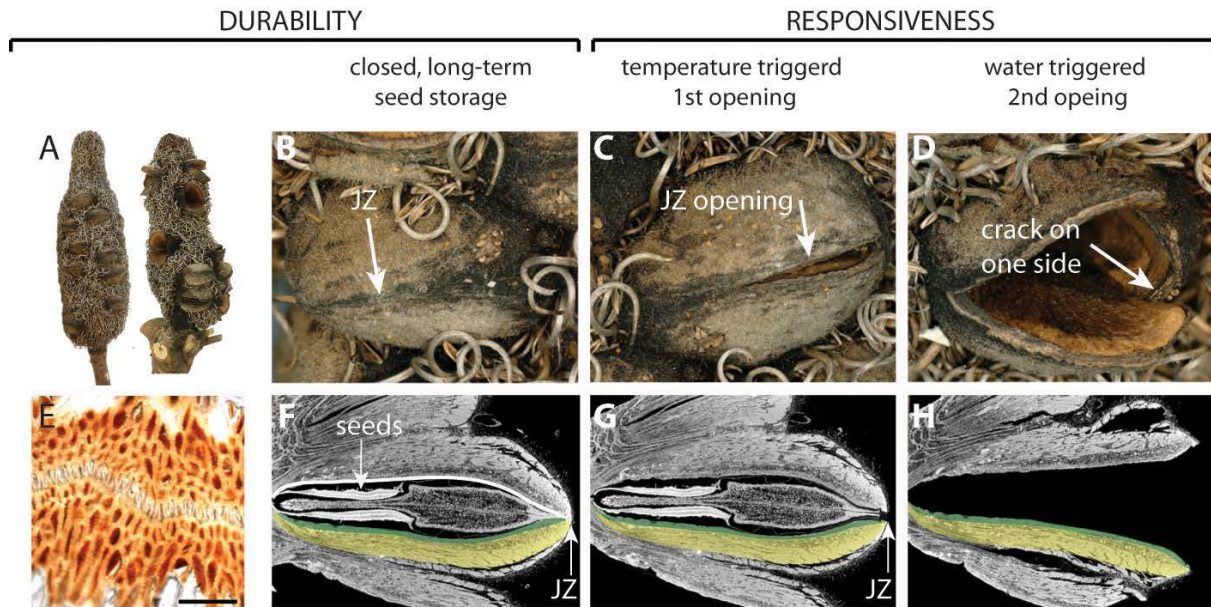 DURABILITY
RESPONSIVENESS
closed, long-term
seed storage
temperature triggerd
1st opening
water triggered
2nd opeing
A
B
JZ
C
JZ opening
D
crack on
one side
E
F
seeds
JZ
G
JZ
H